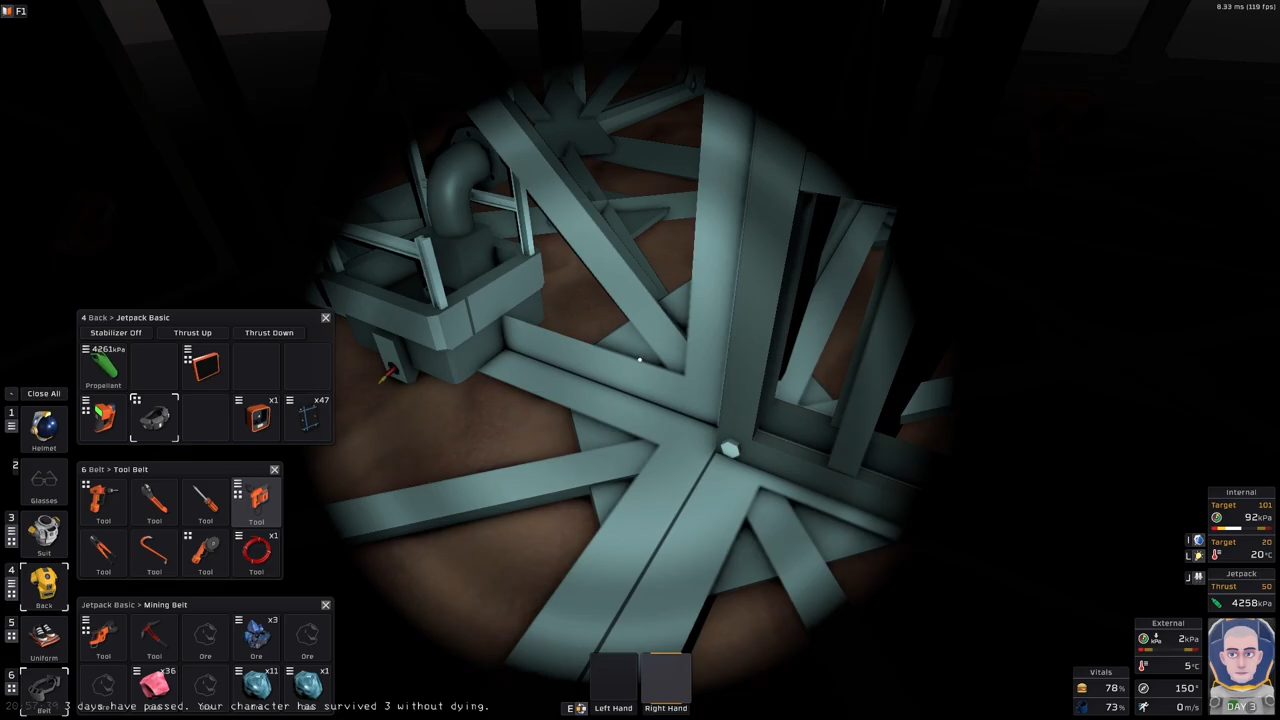 F1
8.33 ms (119 fps)
4 Back > Jetpack Basic
Stabilizer Off
Thrust Up
Thrust Down
4261kPa
Propellant
x1
x47
Close All
1
Helmet
2
Glasses
3
Suit
4
Back
5
Uniform
6
Belt
6 Belt > Tool Belt
Tool
Tool
Tool
Tool
Tool
Tool
Tool
x1
Tool
Jetpack Basic > Mining Belt
Tool
Tool
Ore
x3
Ore
Ore
x36
x11
x1
3 days have passed. Your character has survived 3 without dying.
E
Left Hand
Right Hand
Internal
Target 101
92kPa
Target 20
20°C
I
L
J
Jetpack
Thrust 50
4258kPa
External
kPa
2kPa
5°C
Vitals
78%
73%
150°
0m/s
DAY 3